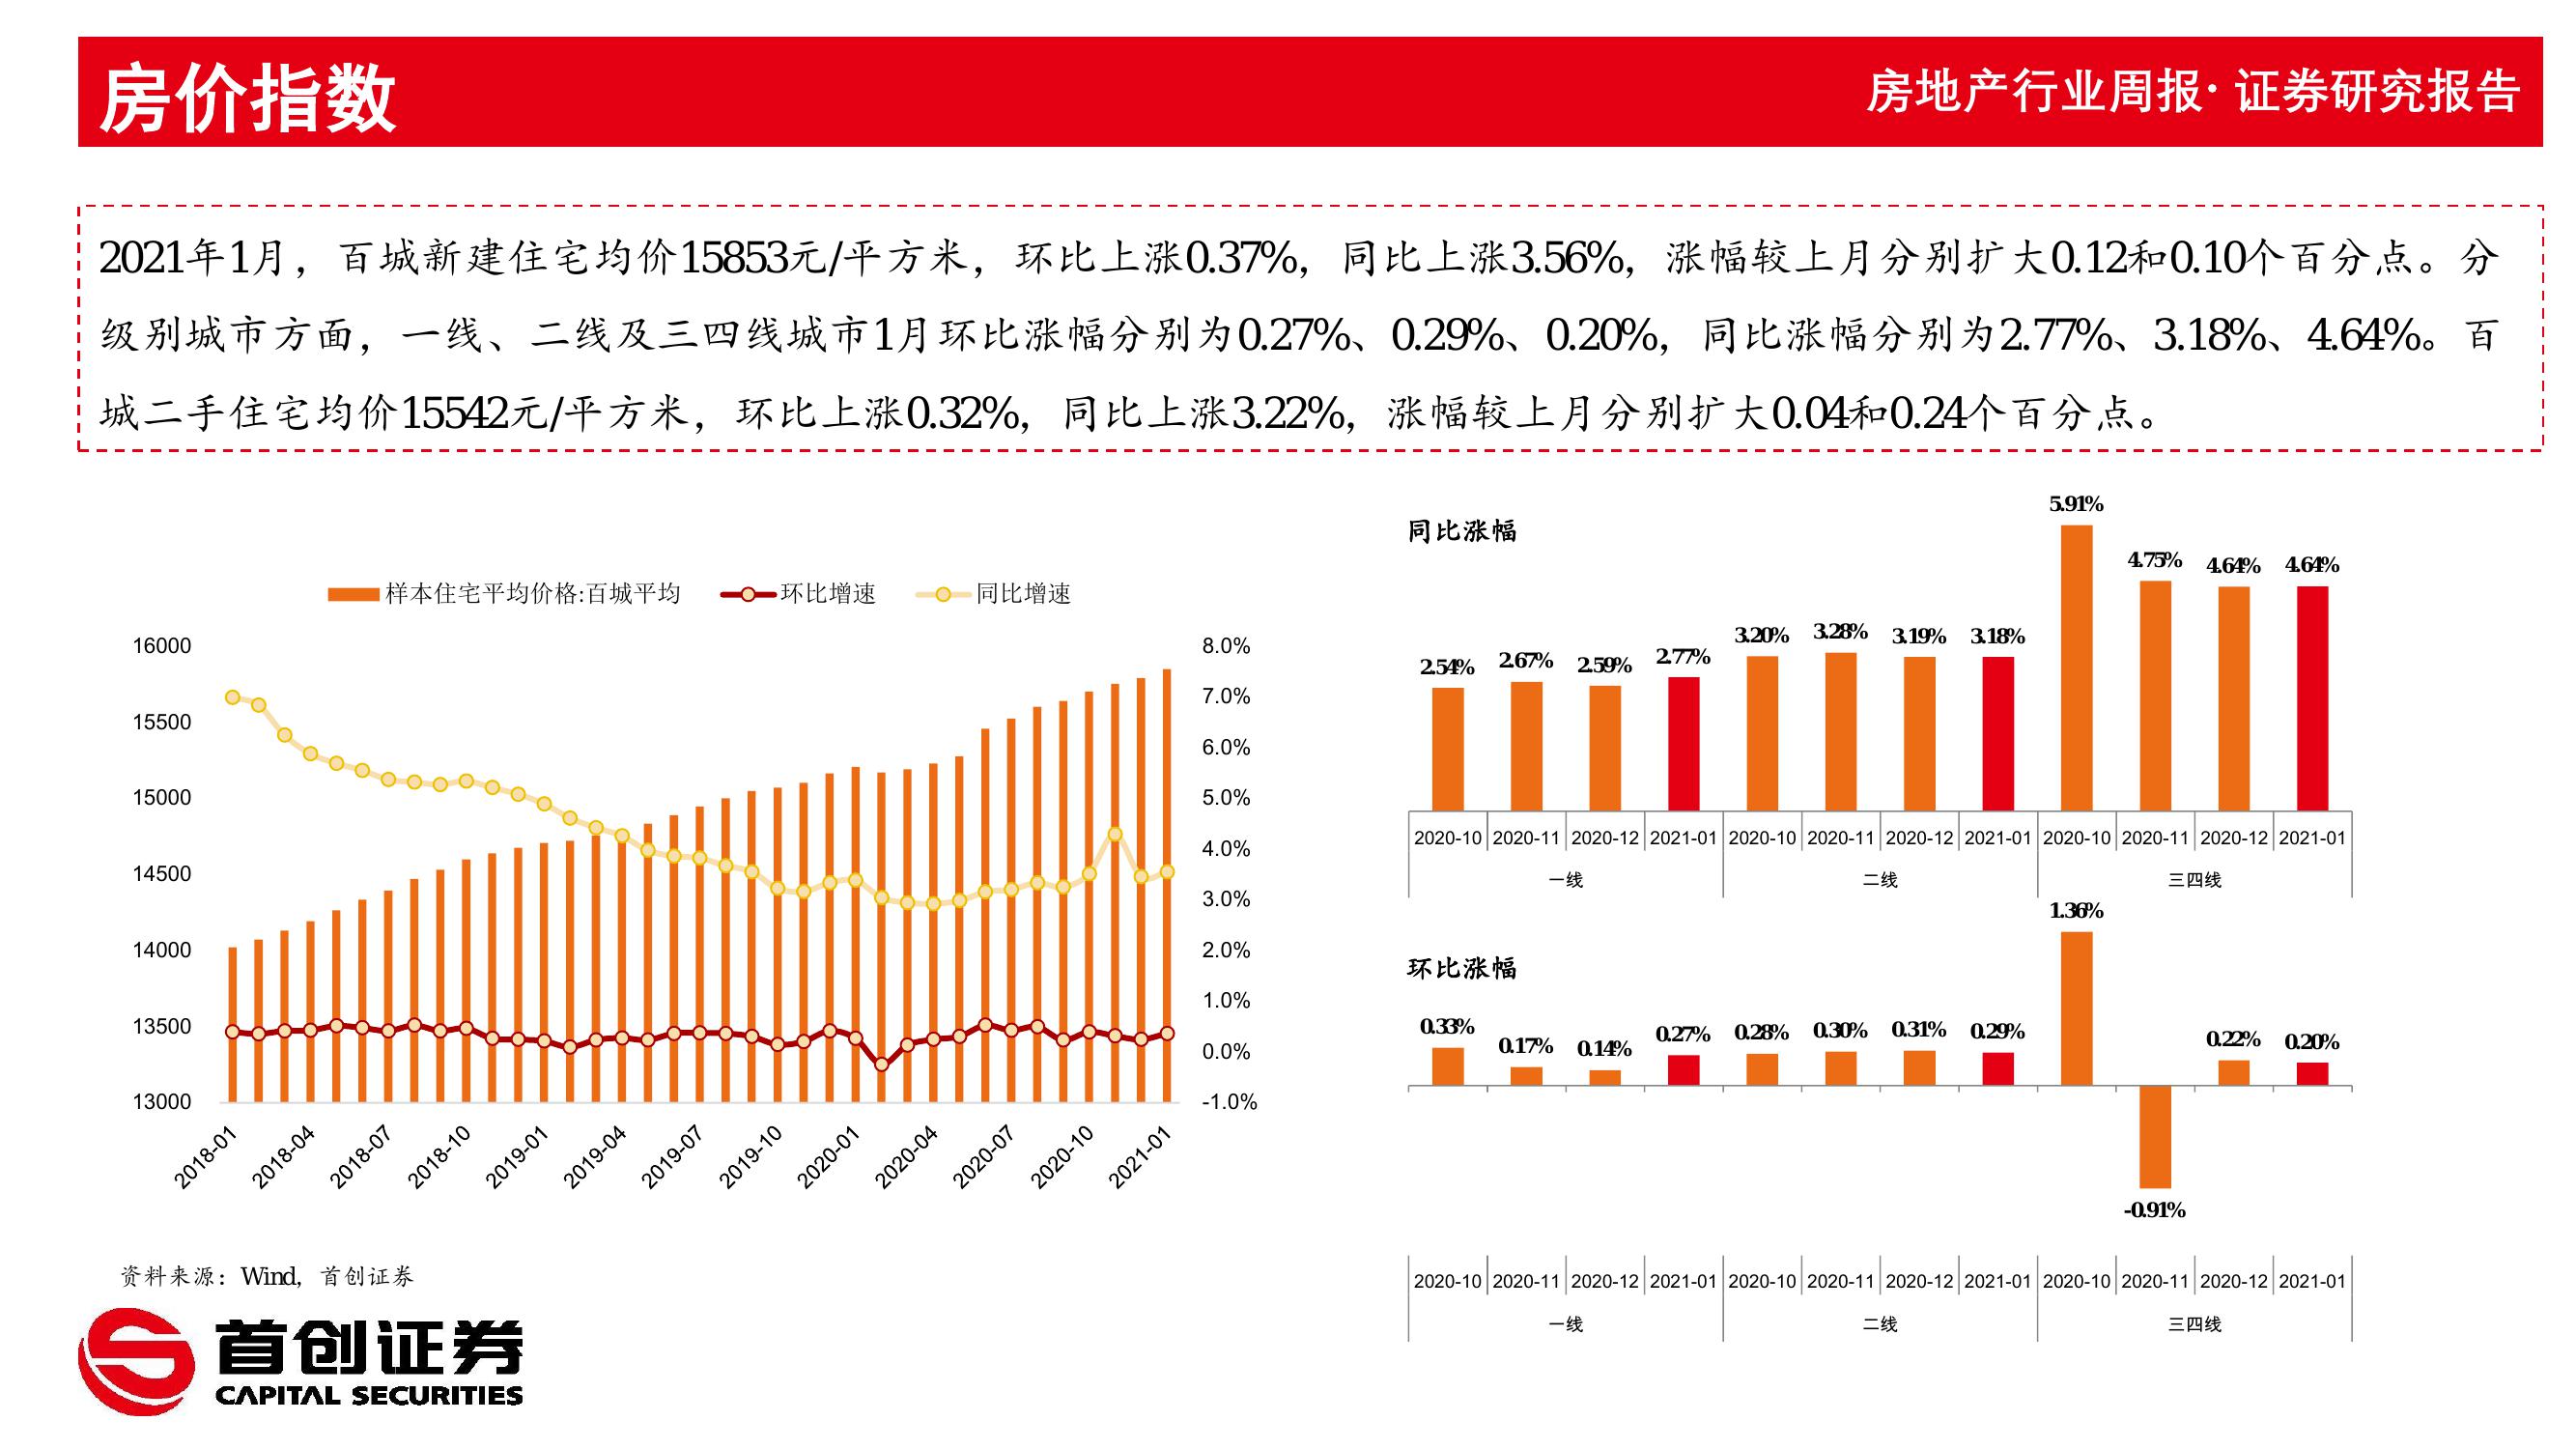 房价指数
房地产行业周报· 证券研究报告
2021年1月，百城新建住宅均价15853元/平方米，环比上涨0.37%，同比上涨3.56%，涨幅较上月分别扩大0.12和0.10个百分点。分
级别城市方面，一线、二线及三四线城市1月环比涨幅分别为0.27%、0.29%、0.20%，同比涨幅分别为2.77%、3.18%、4.64%。百
城二手住宅均价15542元/平方米，环比上涨0.32%，同比上涨3.22%，涨幅较上月分别扩大0.04和0.24个百分点。
样本住宅平均价格:百城平均 环比增速 同比增速
16000
15500
15000
14500
14000
13500
13000
8.0%
7.0%
6.0%
5.0%
4.0%
3.0%
2.0%
1.0%
0.0%
-1.0%
2018-01 2018-04 2018-07 2018-10 2019-01 2019-04 2019-07 2019-10 2020-01 2020-04 2020-07 2020-10 2021-01
同比涨幅
2.54% 2.67% 2.59% 2.77% 3.20% 3.28% 3.19% 3.18% 5.91% 4.75% 4.64% 4.64%
2020-10 2020-11 2020-12 2021-01 2020-10 2020-11 2020-12 2021-01 2020-10 2020-11 2020-12 2021-01
一线 二线 三四线
环比涨幅
0.33% 0.17% 0.14% 0.27% 0.28% 0.30% 0.31% 0.29% 1.36% -0.91% 0.22% 0.20%
2020-10 2020-11 2020-12 2021-01 2020-10 2020-11 2020-12 2021-01 2020-10 2020-11 2020-12 2021-01
一线 二线 三四线
资料来源：Wind，首创证券
首创证券
CAPITAL SECURITIES